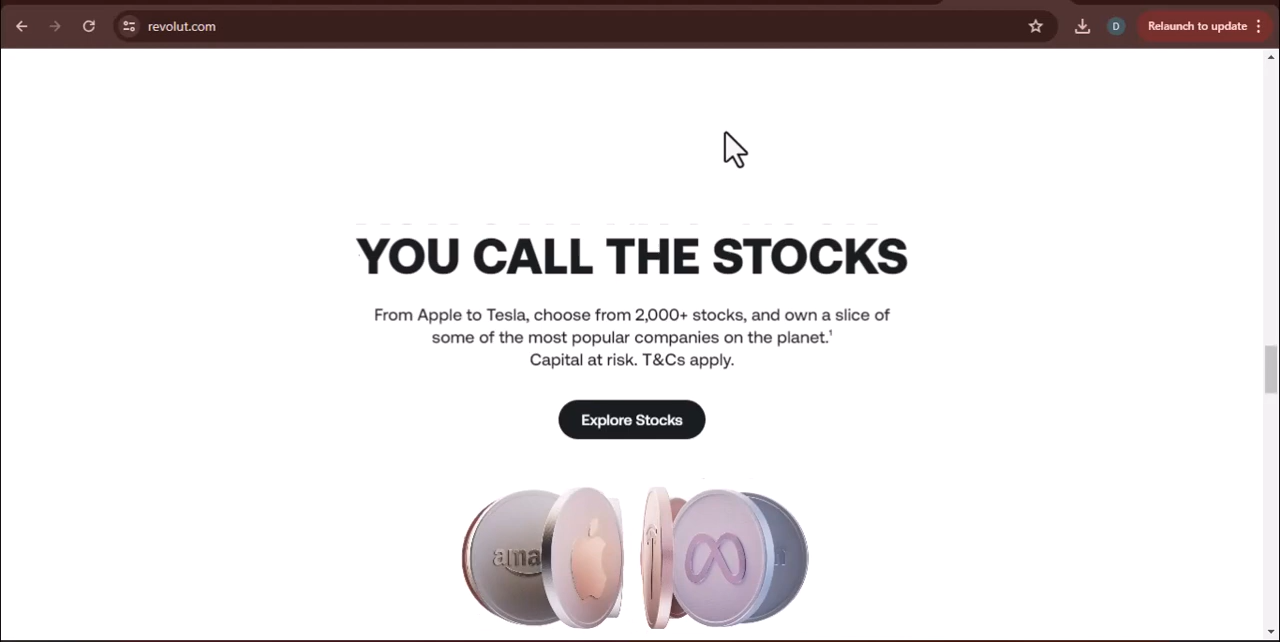 revolut.com
D
Relaunch to update
YOU CALL THE STOCKS
From Apple to Tesla, choose from 2,000+ stocks, and own a slice of
some of the most popular companies on the planet.¹
Capital at risk. T&Cs apply.
Explore Stocks
ama